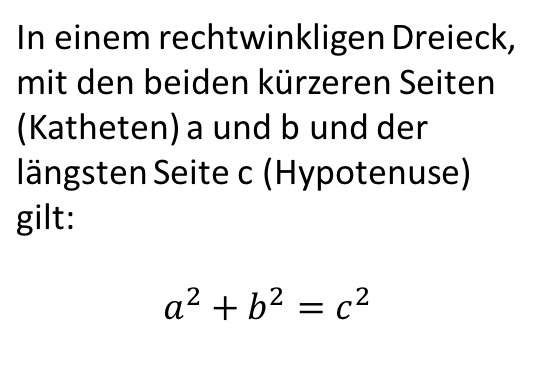 In einem rechtwinkligen Dreieck,
mit den beiden kürzeren Seiten
(Katheten) a und b und der
längsten Seite c (Hypotenuse)
gilt:
a² + b² = c²